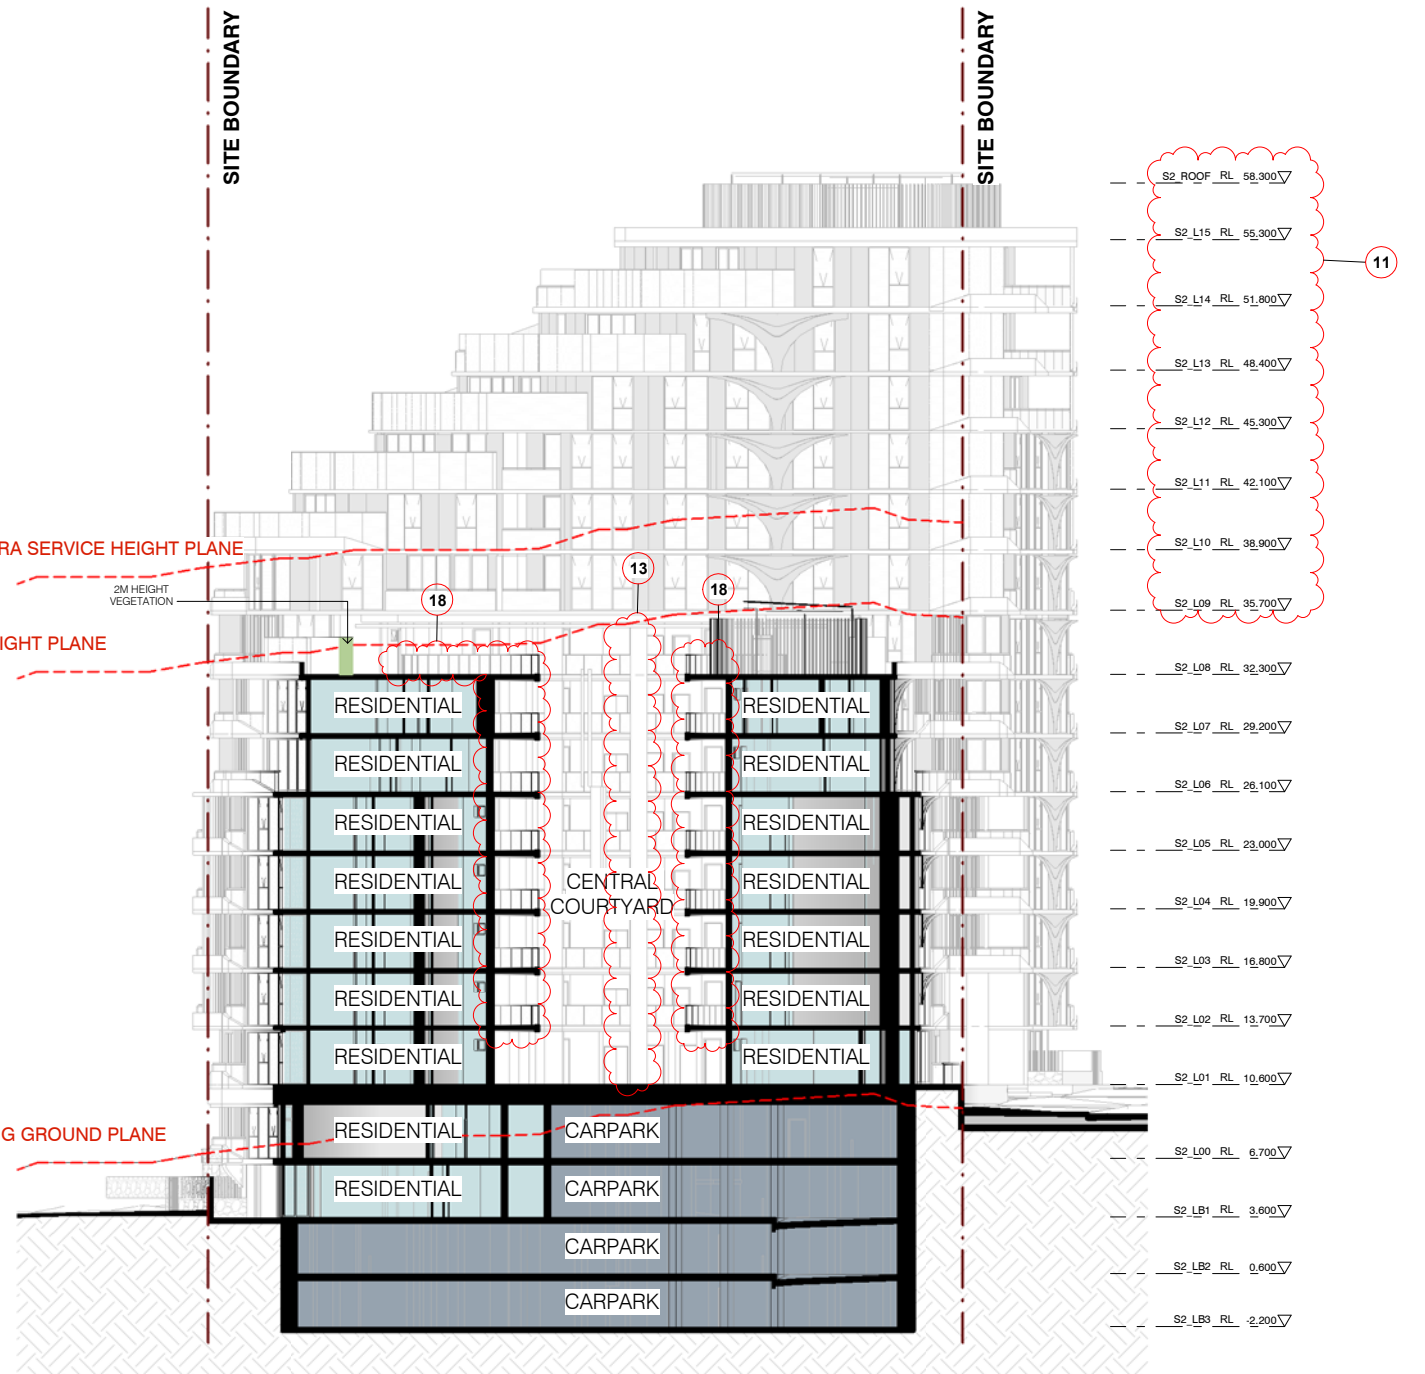 SITE BOUNDARY
SITE BOUNDARY
S2_ROOF RL 58.300
S2_L15 RL 55.300
11
S2_L14 RL 51.800
S2_L13 RL 48.400
S2_L12 RL 45.300
S2_L11 RL 42.100
S2_L10 RL 38.900
RA SERVICE HEIGHT PLANE
13
2M HEIGHT
VEGETATION
18
18
S2_L09 RL 35.700
IGHT PLANE
S2_L08 RL 32.300
RESIDENTIAL
RESIDENTIAL
S2_L07 RL 29.200
RESIDENTIAL
RESIDENTIAL
S2_L06 RL 26.100
RESIDENTIAL
RESIDENTIAL
S2_L05 RL 23.000
RESIDENTIAL
CENTRAL
COURTYARD
RESIDENTIAL
S2_L04 RL 19.900
RESIDENTIAL
RESIDENTIAL
S2_L03 RL 16.800
RESIDENTIAL
RESIDENTIAL
S2_L02 RL 13.700
RESIDENTIAL
RESIDENTIAL
S2_L01 RL 10.600
G GROUND PLANE
RESIDENTIAL
CARPARK
S2_L00 RL 6.700
RESIDENTIAL
CARPARK
S2_LB1 RL 3.600
CARPARK
S2_LB2 RL 0.600
CARPARK
S2_LB3 RL -2.200